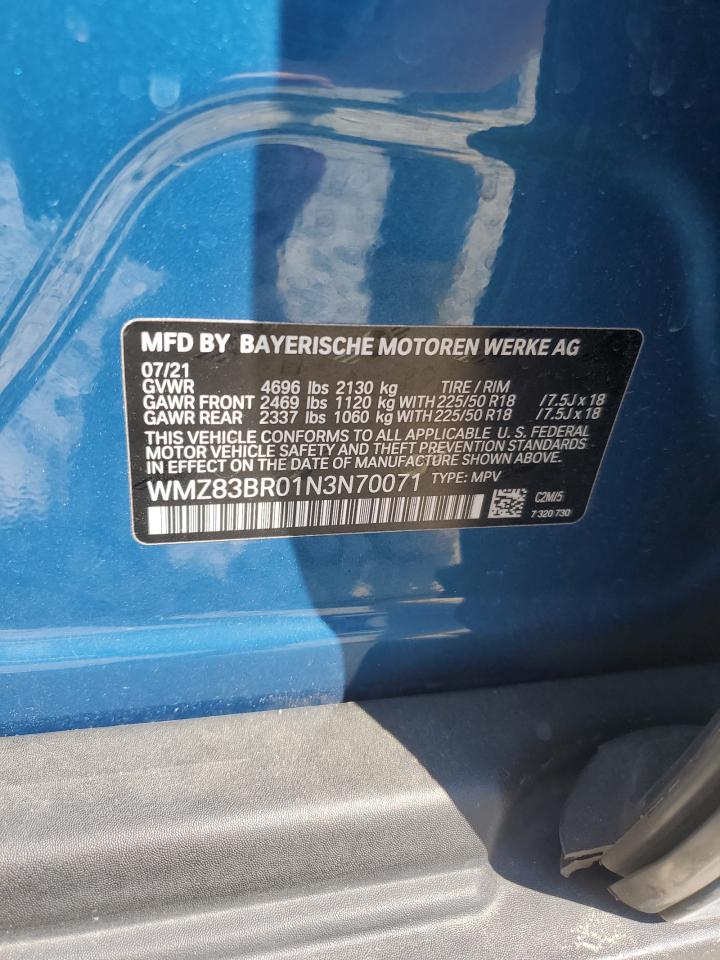 MFD BY BAYERISCHE MOTOREN WERKE AG
07/21
GVWR 4696 lbs 2130 kg TIRE / RIM
GAWR FRONT 2469 lbs 1120 kg WITH 225/50 R18 /7.5J x 18
GAWR REAR 2337 lbs 1060 kg WITH 225/50 R18 /7.5J x 18
THIS VEHICLE CONFORMS TO ALL APPLICABLE U. S. FEDERAL
MOTOR VEHICLE SAFETY AND THEFT PREVENTION STANDARDS
IN EFFECT ON THE DATE OF MANUFACTURE SHOWN ABOVE.
WMZ83BR01N3N70071 TYPE: MPV
C2M/5
7 320 730